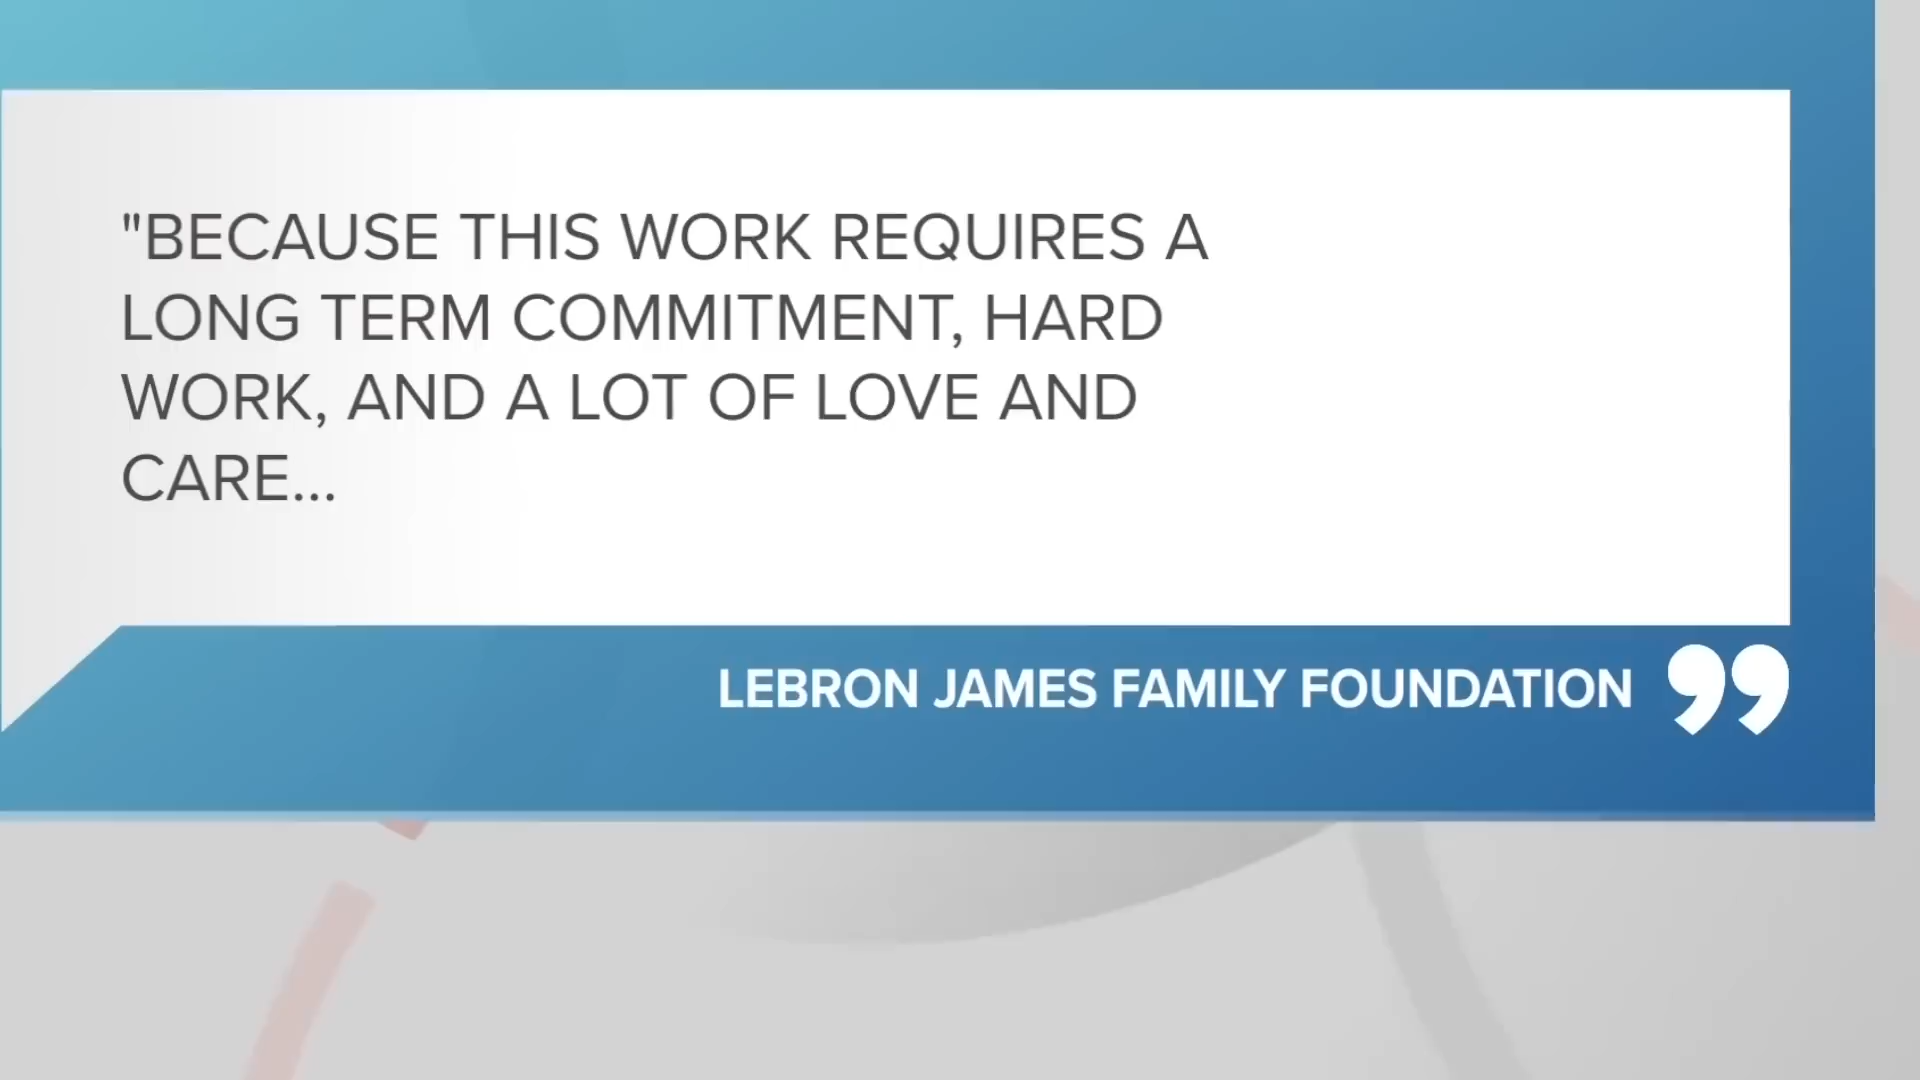 "BECAUSE THIS WORK REQUIRES A
LONG TERM COMMITMENT, HARD
WORK, AND A LOT OF LOVE AND
CARE...
LEBRON JAMES FAMILY FOUNDATION ”